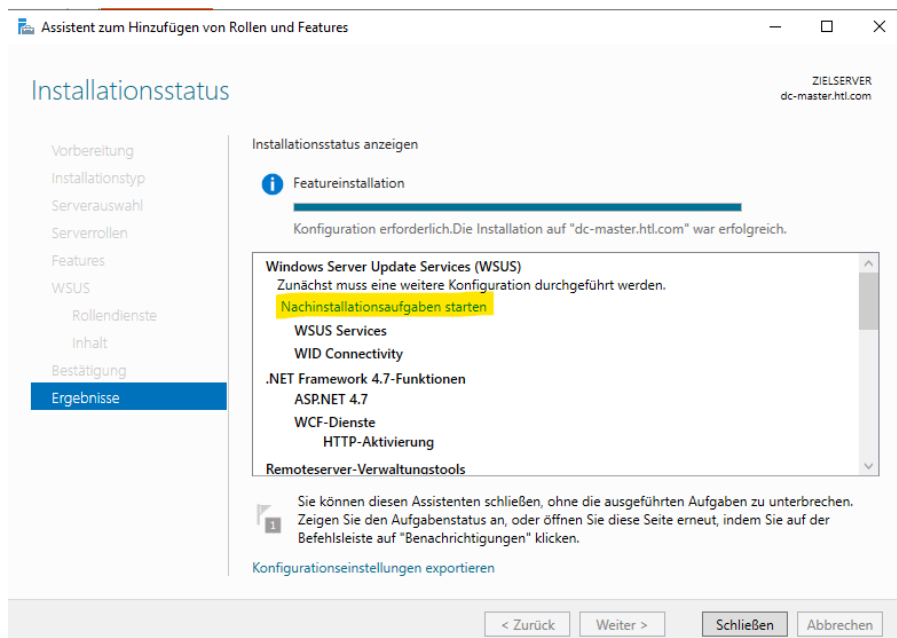 Assistent zum Hinzufügen von Rollen und Features
Installationsstatus
ZIELSERVER
dc-master.htl.com
Vorbereitung
Installationstyp
Serverauswahl
Serverrollen
Features
WSUS
Rollendienste
Inhalt
Bestätigung
Ergebnisse
Installationsstatus anzeigen
Featureinstallation
Konfiguration erforderlich.Die Installation auf "dc-master.htl.com" war erfolgreich.
Windows Server Update Services (WSUS)
Zunächst muss eine weitere Konfiguration durchgeführt werden.
Nachinstallationsaufgaben starten
WSUS Services
WID Connectivity
.NET Framework 4.7-Funktionen
ASP.NET 4.7
WCF-Dienste
HTTP-Aktivierung
Remoteserver-Verwaltungstools
1
Sie können diesen Assistenten schließen, ohne die ausgeführten Aufgaben zu unterbrechen.
Zeigen Sie den Aufgabenstatus an, oder öffnen Sie diese Seite erneut, indem Sie auf der
Befehlsleiste auf "Benachrichtigungen" klicken.
Konfigurationseinstellungen exportieren
< Zurück
Weiter >
Schließen
Abbrechen